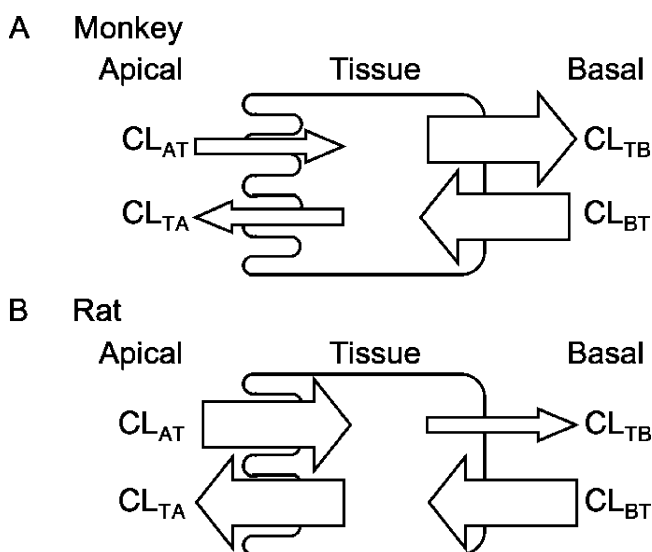 A Monkey
Apical Tissue Basal
CL_AT CL_TB
CL_TA CL_BT
B Rat
Apical Tissue Basal
CL_AT CL_TB
CL_TA CL_BT